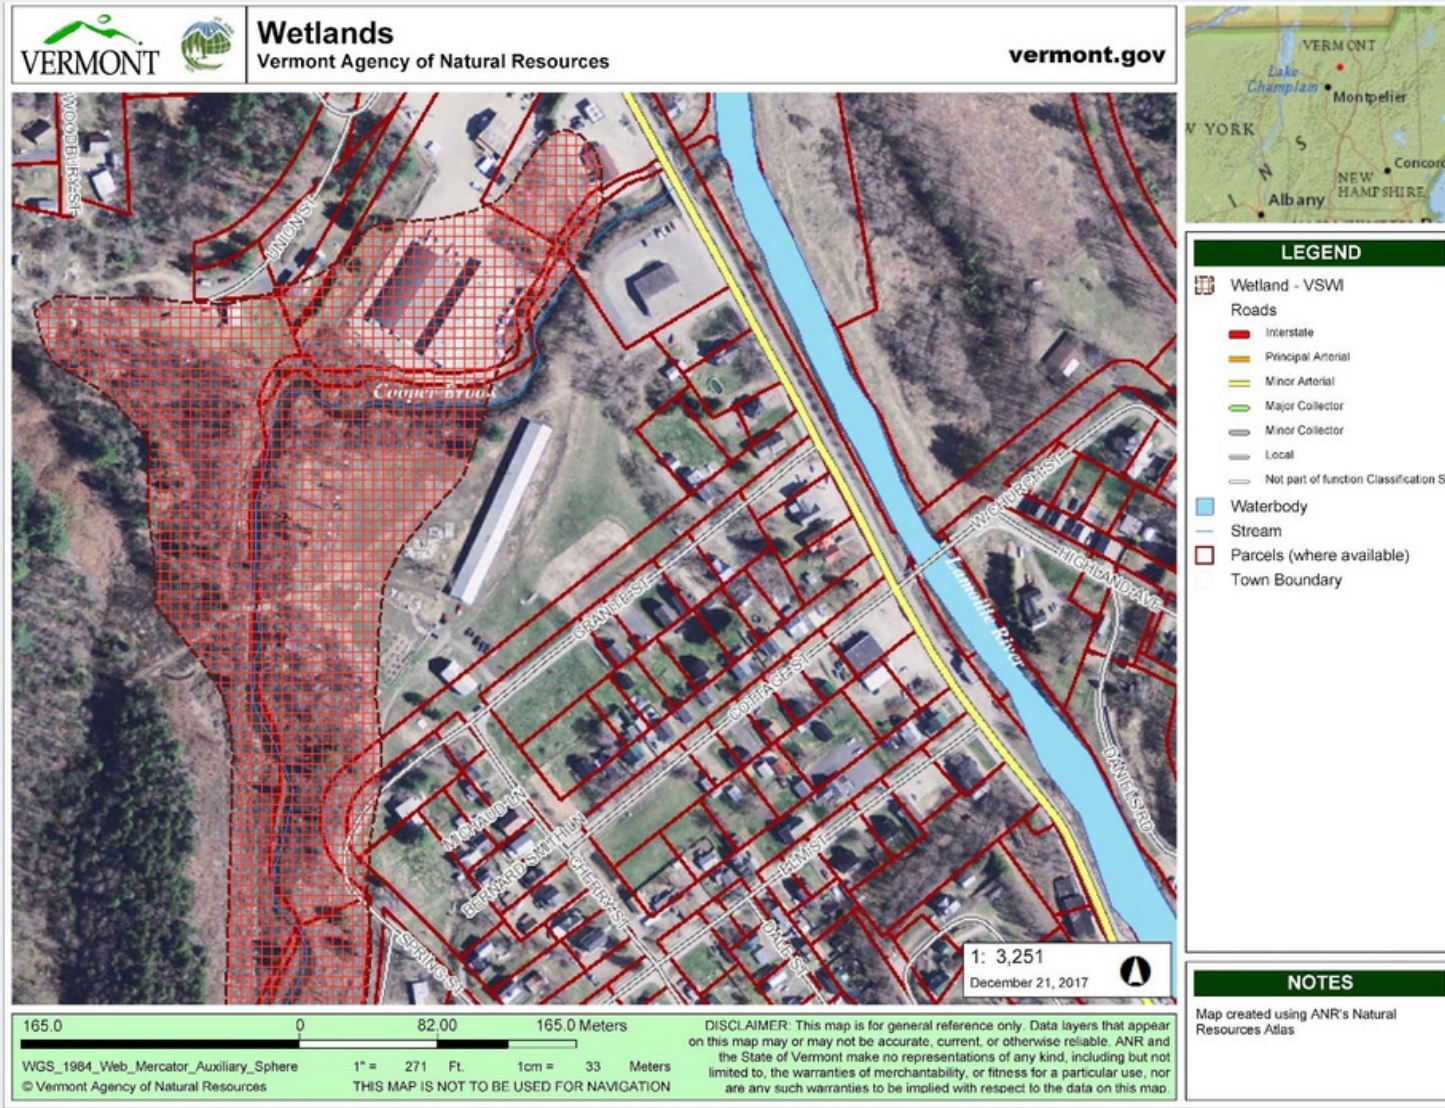 VERMONT
Wetlands
Vermont Agency of Natural Resources
vermont.gov
VERMONT
Lake
Champlain
Montpelier
W YORK
Concord
NEW
HAMPSHIRE
Albany
I N S
WOODBURY ST
UNION ST
Cooper Brook
GRANITE ST
W CHURCH ST
HIGHLAND AVE
Lamoille River
COTTAGE ST
DANIELS RD
MICHAUD LN
BERNARD SMITH LN
CHERRY ST
ELM ST
DALE ST
SPRING ST
1: 3,251
December 21, 2017
LEGEND
Wetland - VSWI
Roads
Interstate
Principal Arterial
Minor Arterial
Major Collector
Minor Collector
Local
Not part of function Classification S
Waterbody
Stream
Parcels (where available)
Town Boundary
NOTES
Map created using ANR's Natural
Resources Atlas
165.0 0 82.00 165.0 Meters
WGS_1984_Web_Mercator_Auxiliary_Sphere 1" = 271 Ft. 1cm = 33 Meters
© Vermont Agency of Natural Resources THIS MAP IS NOT TO BE USED FOR NAVIGATION
DISCLAIMER: This map is for general reference only. Data layers that appear
on this map may or may not be accurate, current, or otherwise reliable. ANR and
the State of Vermont make no representations of any kind, including but not
limited to, the warranties of merchantability, or fitness for a particular use, nor
are any such warranties to be implied with respect to the data on this map.